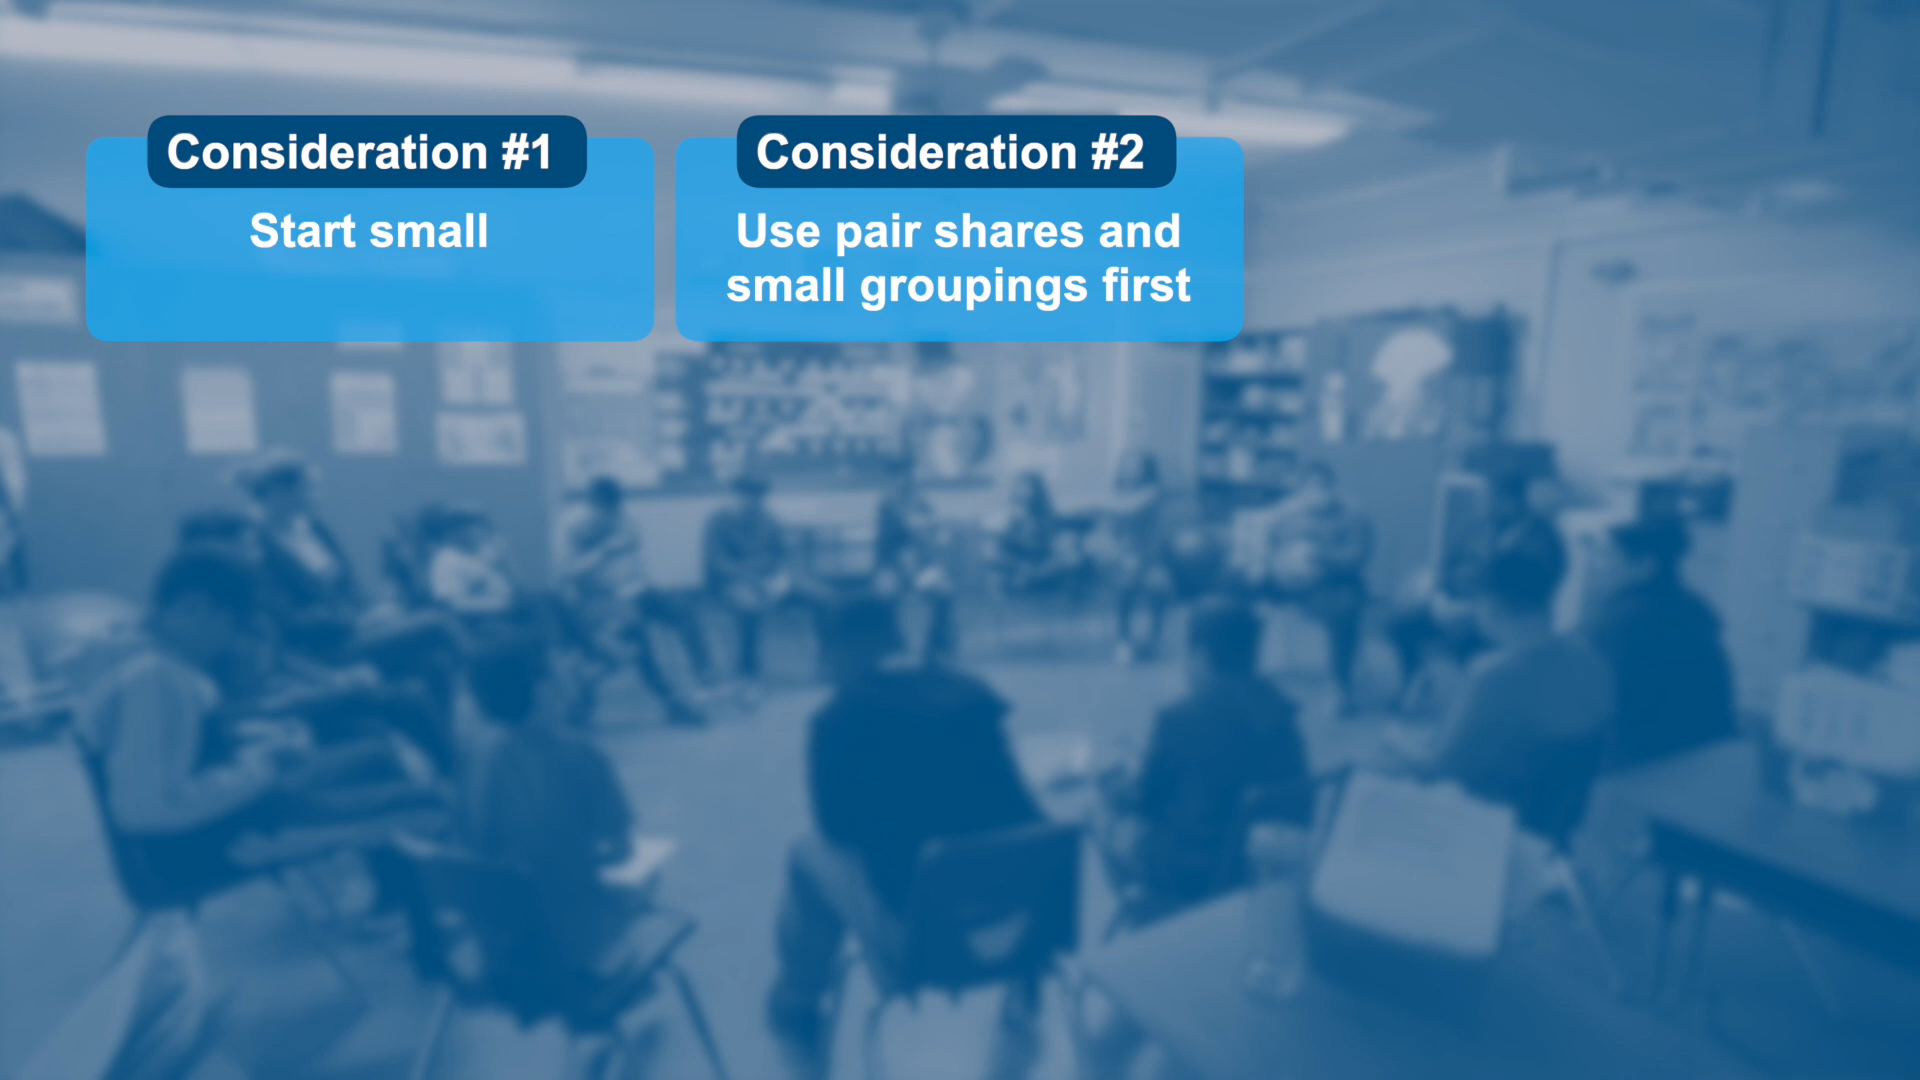 Consideration #1
Start small
Consideration #2
Use pair shares and
small groupings first